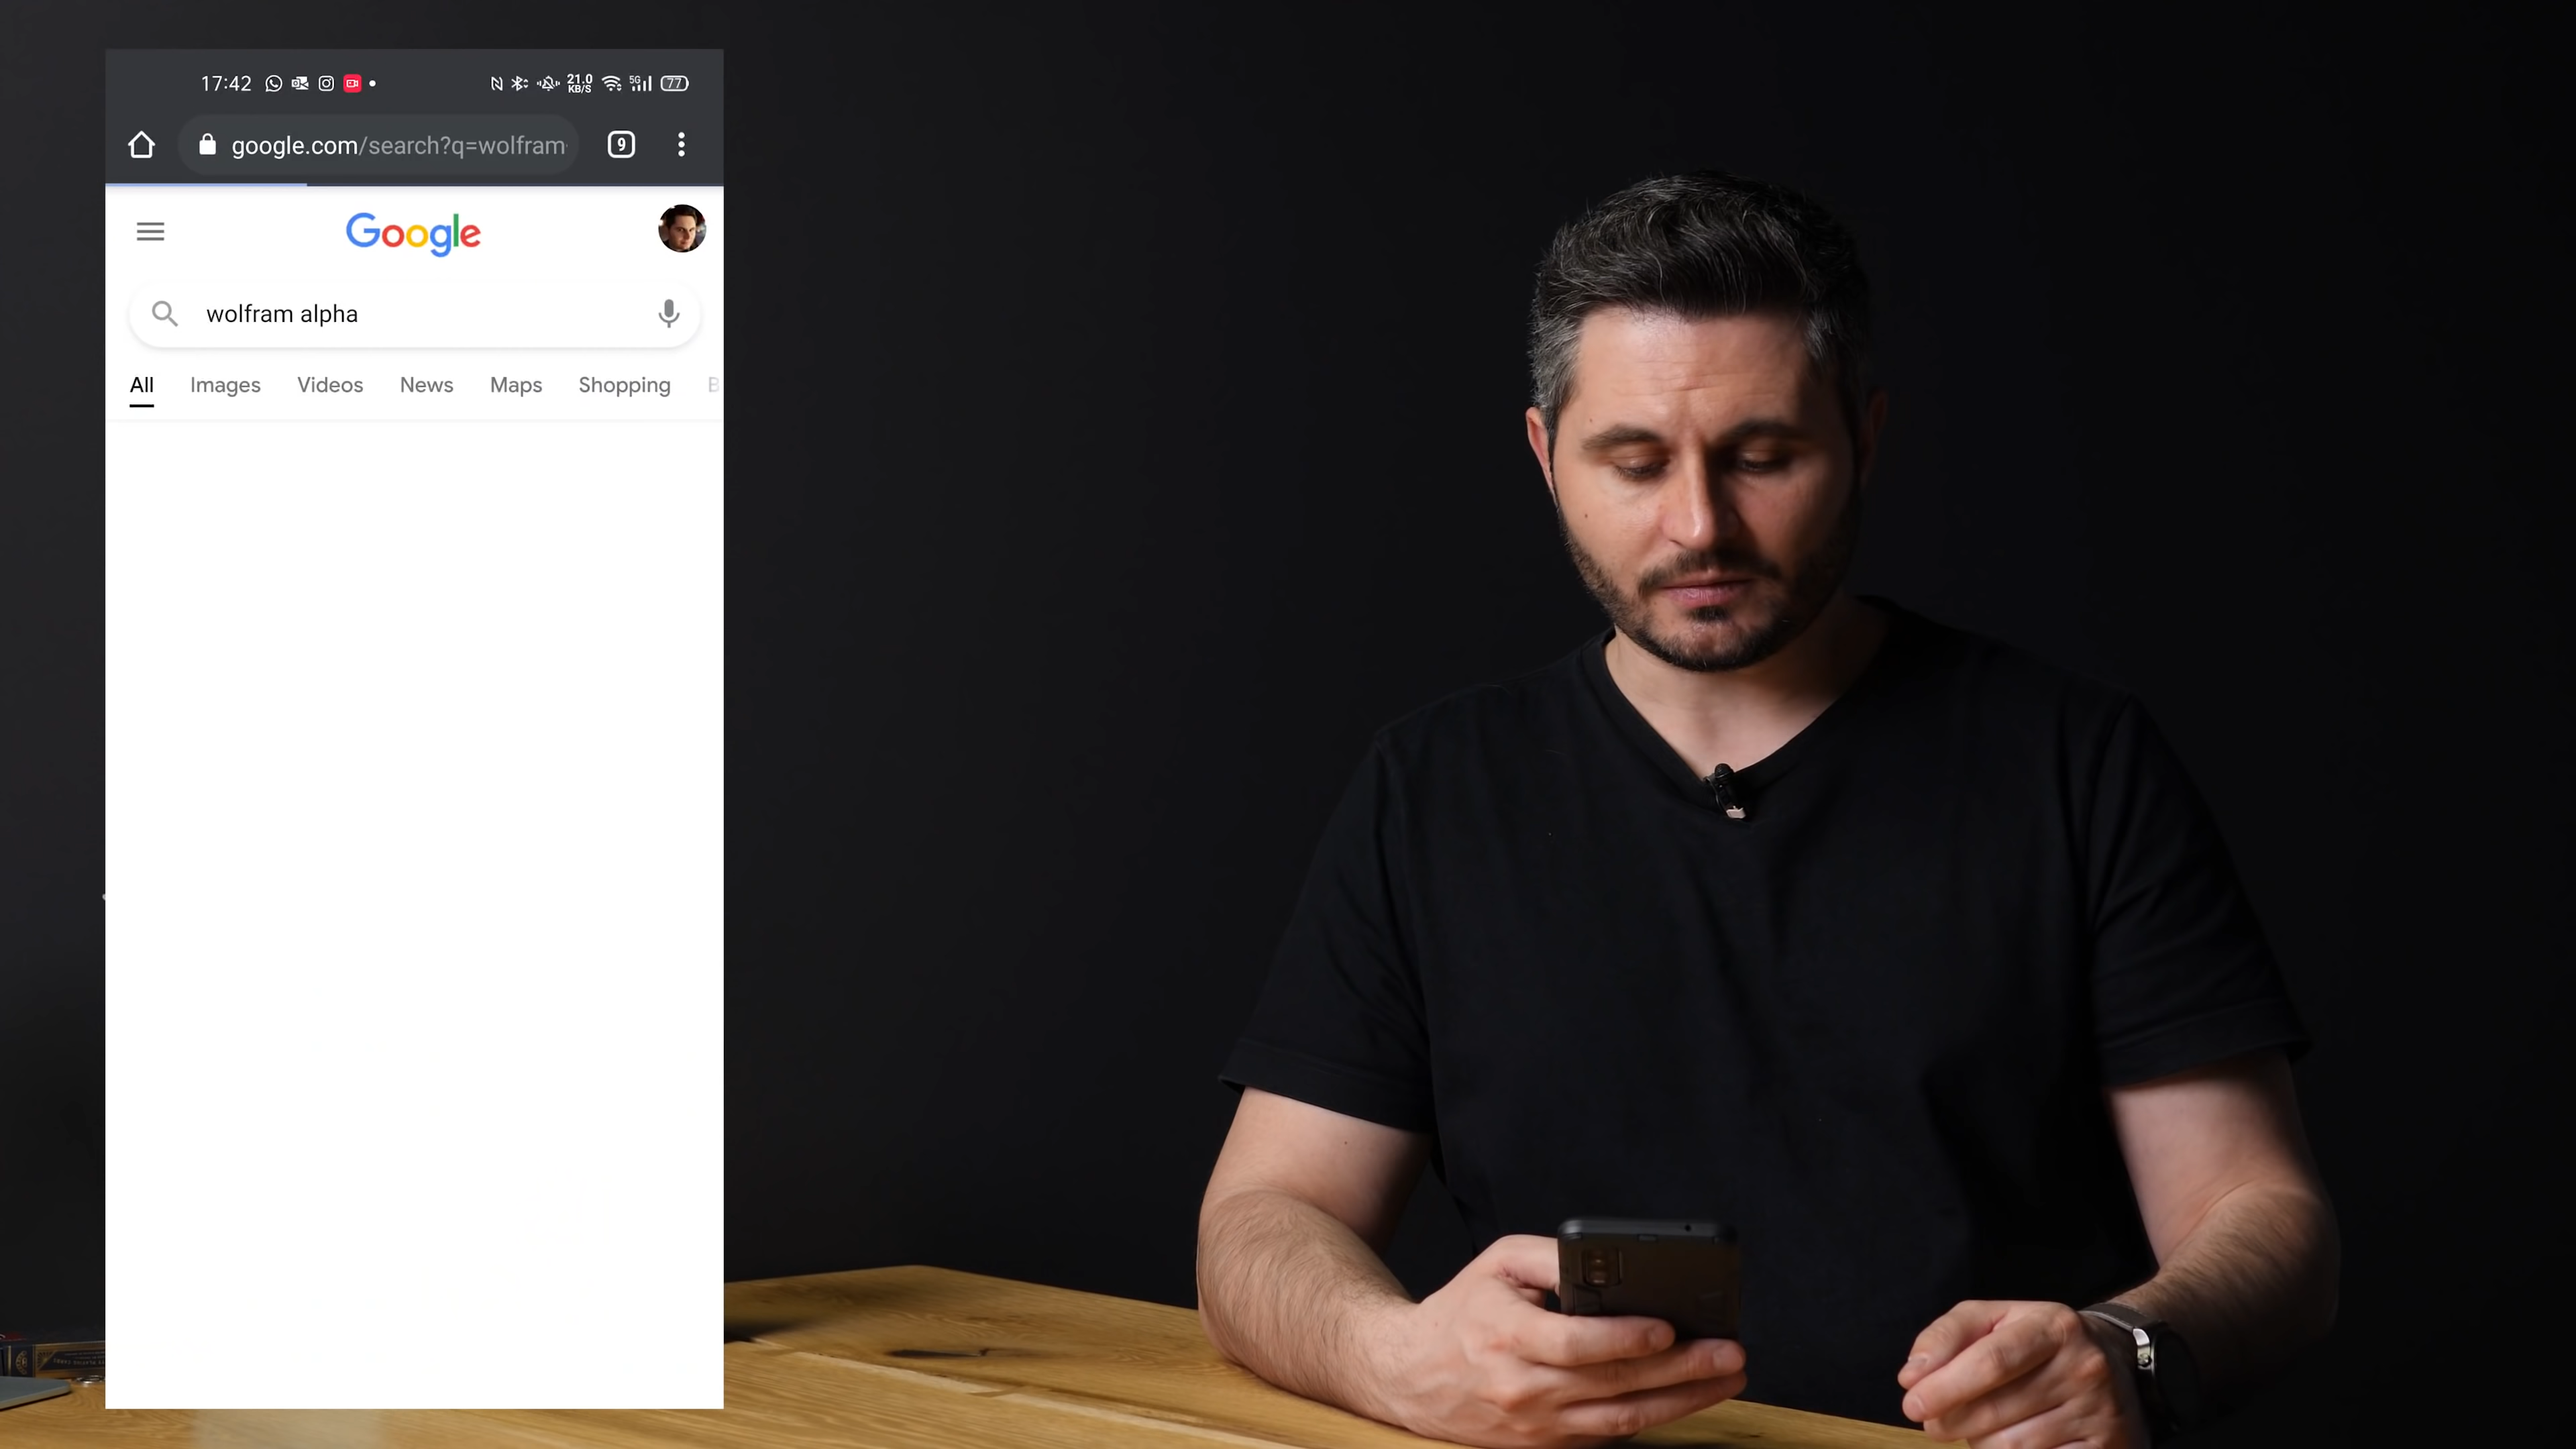 17:42 21.0 KB/S 5G 77
google.com/search?q=wolfram
9
Google
wolfram alpha
All Images Videos News Maps Shopping B